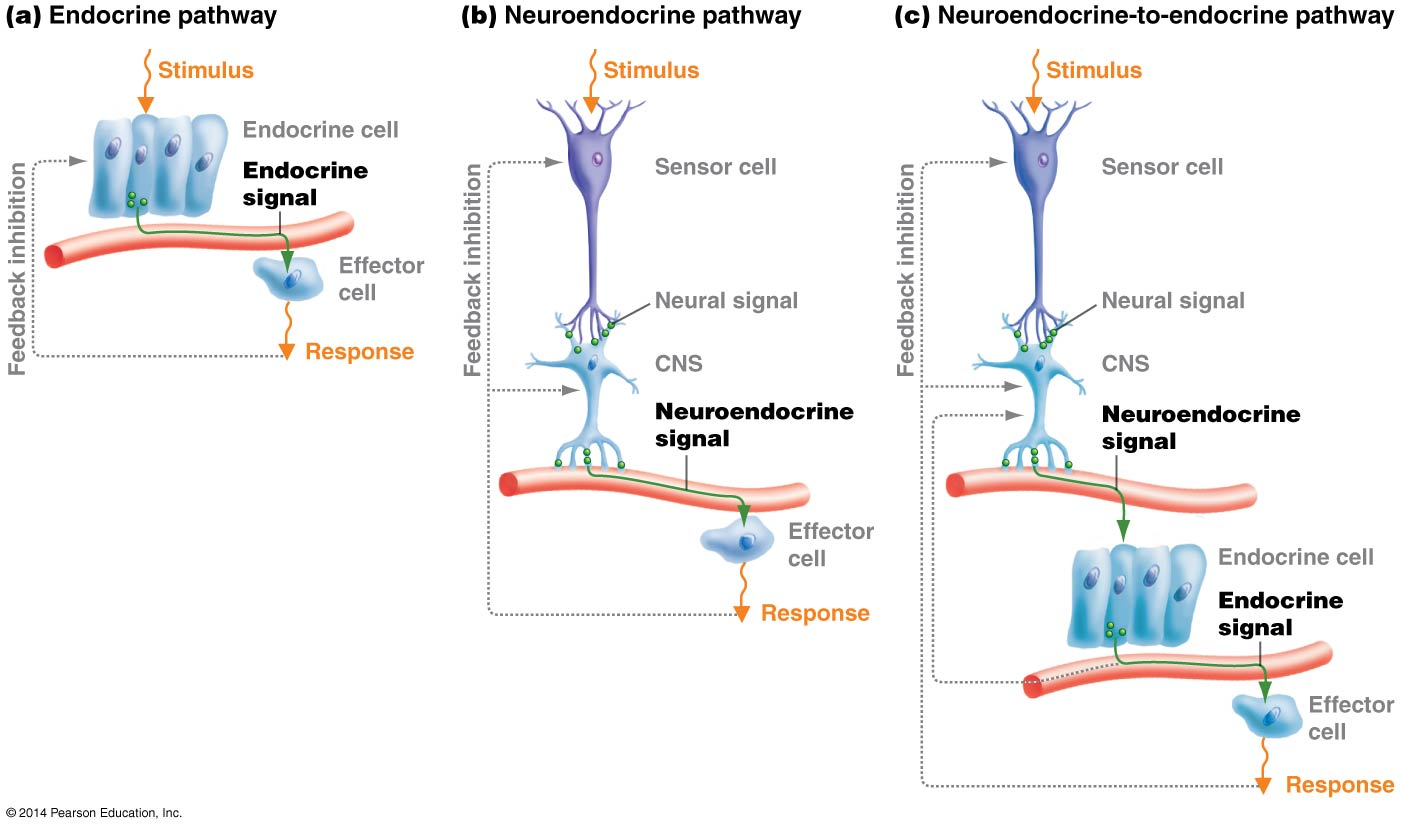 (a) Endocrine pathway
Stimulus
Endocrine cell
Endocrine
signal
Feedback inhibition
Effector
cell
Response
(b) Neuroendocrine pathway
Stimulus
Sensor cell
Feedback inhibition
Neural signal
CNS
Neuroendocrine
signal
Effector
cell
Response
(c) Neuroendocrine-to-endocrine pathway
Stimulus
Sensor cell
Feedback inhibition
Neural signal
CNS
Neuroendocrine
signal
Endocrine cell
Endocrine
signal
Effector
cell
Response
© 2014 Pearson Education, Inc.